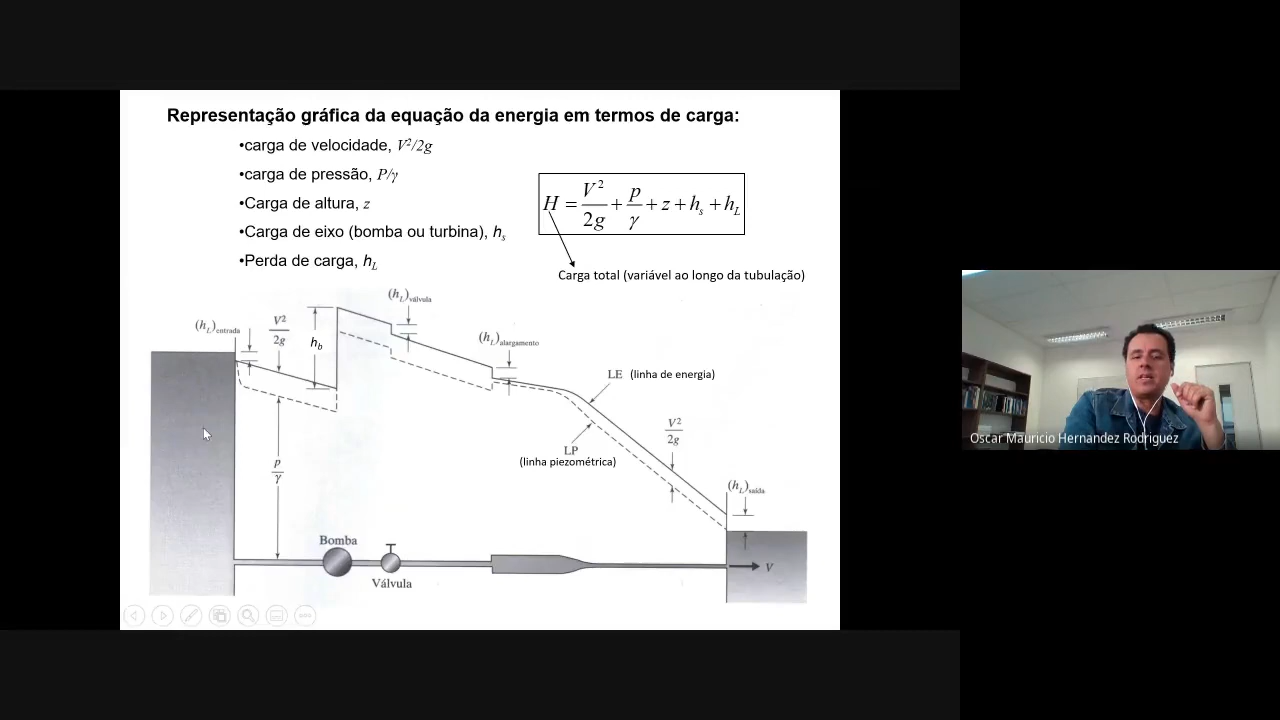 Representação gráfica da equação da energia em termos de carga:
•carga de velocidade, V²/2g
•carga de pressão, P/γ
•Carga de altura, z
•Carga de eixo (bomba ou turbina), hₛ
•Perda de carga, h_L
H = V²/2g + p/γ + z + hₛ + h_L
Carga total (variável ao longo da tubulação)
(h_L)válvula
(h_L)entrada
V²/2g
h_b
(h_L)alargamento
LE (linha de energia)
V²/2g
LP
(linha piezométrica)
p/γ
(h_L)saída
Bomba
Válvula
V
Oscar Mauricio Hernandez Rodriguez